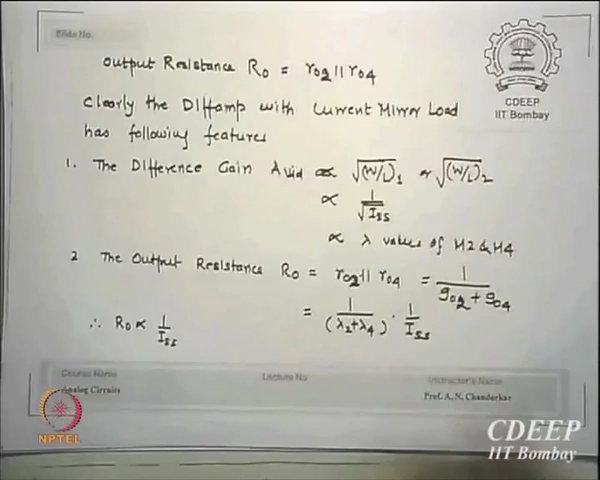 Slide No.
CDEEP
IIT Bombay
Output Resistance Ro = ro2 || ro4
Clearly the Diffamp with Current Mirror Load
has following features
1. The Difference Gain Avid ∝ √(W/L)1 or √(W/L)2
∝ 1/√ISS
∝ λ values of M2 & M4
2 The Output Resistance Ro = ro2 || ro4 = 1/(go2 + go4)
= 1/(λ2+λ4) · 1/ISS
∴ Ro ∝ 1/ISS
Course Name
Analog Circuits
Lecture No.
Instructor's Name
Prof. A. N. Chandorkar
NPTEL
CDEEP
IIT Bombay